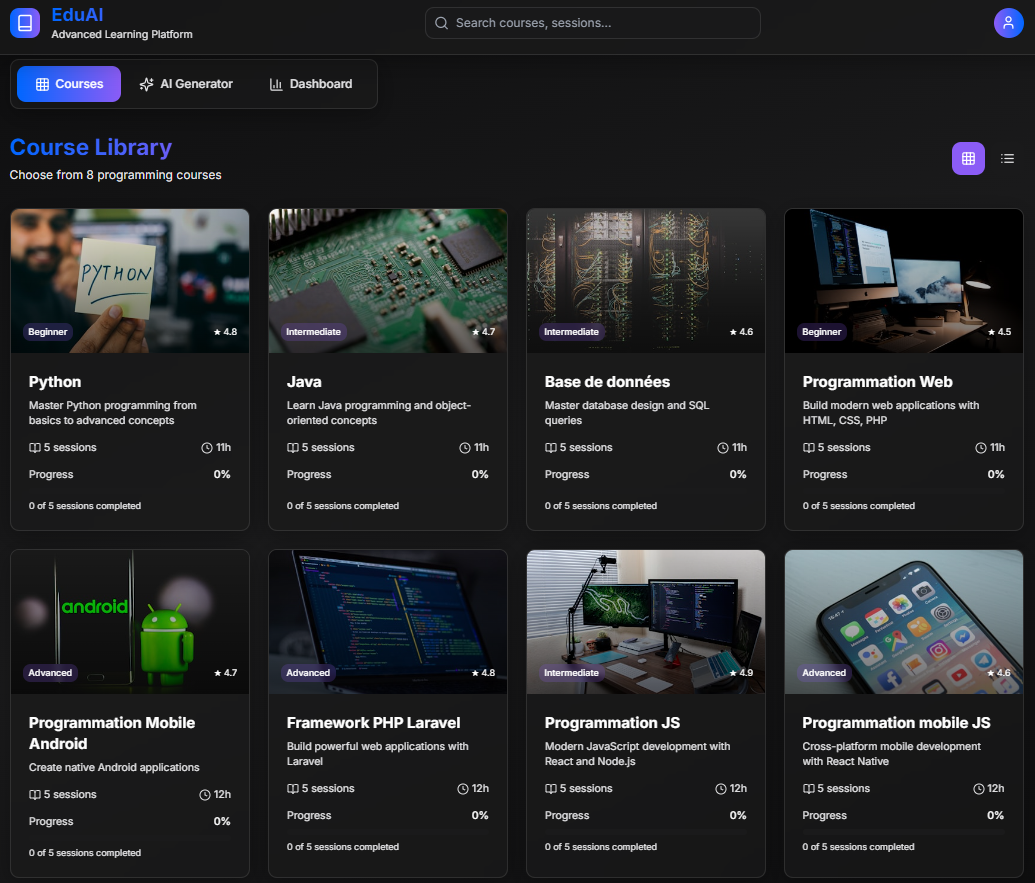 EduAI
Advanced Learning Platform
Search courses, sessions...
Courses
AI Generator
Dashboard
Course Library
Choose from 8 programming courses
PYTHON
Beginner
★ 4.8
Intermediate
★ 4.7
Intermediate
★ 4.6
Beginner
★ 4.5
Python
Master Python programming from
basics to advanced concepts
5 sessions
11h
Progress
0%
0 of 5 sessions completed
Java
Learn Java programming and object-
oriented concepts
5 sessions
11h
Progress
0%
0 of 5 sessions completed
Base de données
Master database design and SQL
queries
5 sessions
11h
Progress
0%
0 of 5 sessions completed
Programmation Web
Build modern web applications with
HTML, CSS, PHP
5 sessions
11h
Progress
0%
0 of 5 sessions completed
android
Advanced
★ 4.7
Advanced
★ 4.8
Intermediate
★ 4.9
Advanced
★ 4.6
Programmation Mobile
Android
Create native Android applications
5 sessions
12h
Progress
0%
0 of 5 sessions completed
Framework PHP Laravel
Build powerful web applications with
Laravel
5 sessions
12h
Progress
0%
0 of 5 sessions completed
Programmation JS
Modern JavaScript development with
React and Node.js
5 sessions
12h
Progress
0%
0 of 5 sessions completed
Programmation mobile JS
Cross-platform mobile development
with React Native
5 sessions
12h
Progress
0%
0 of 5 sessions completed